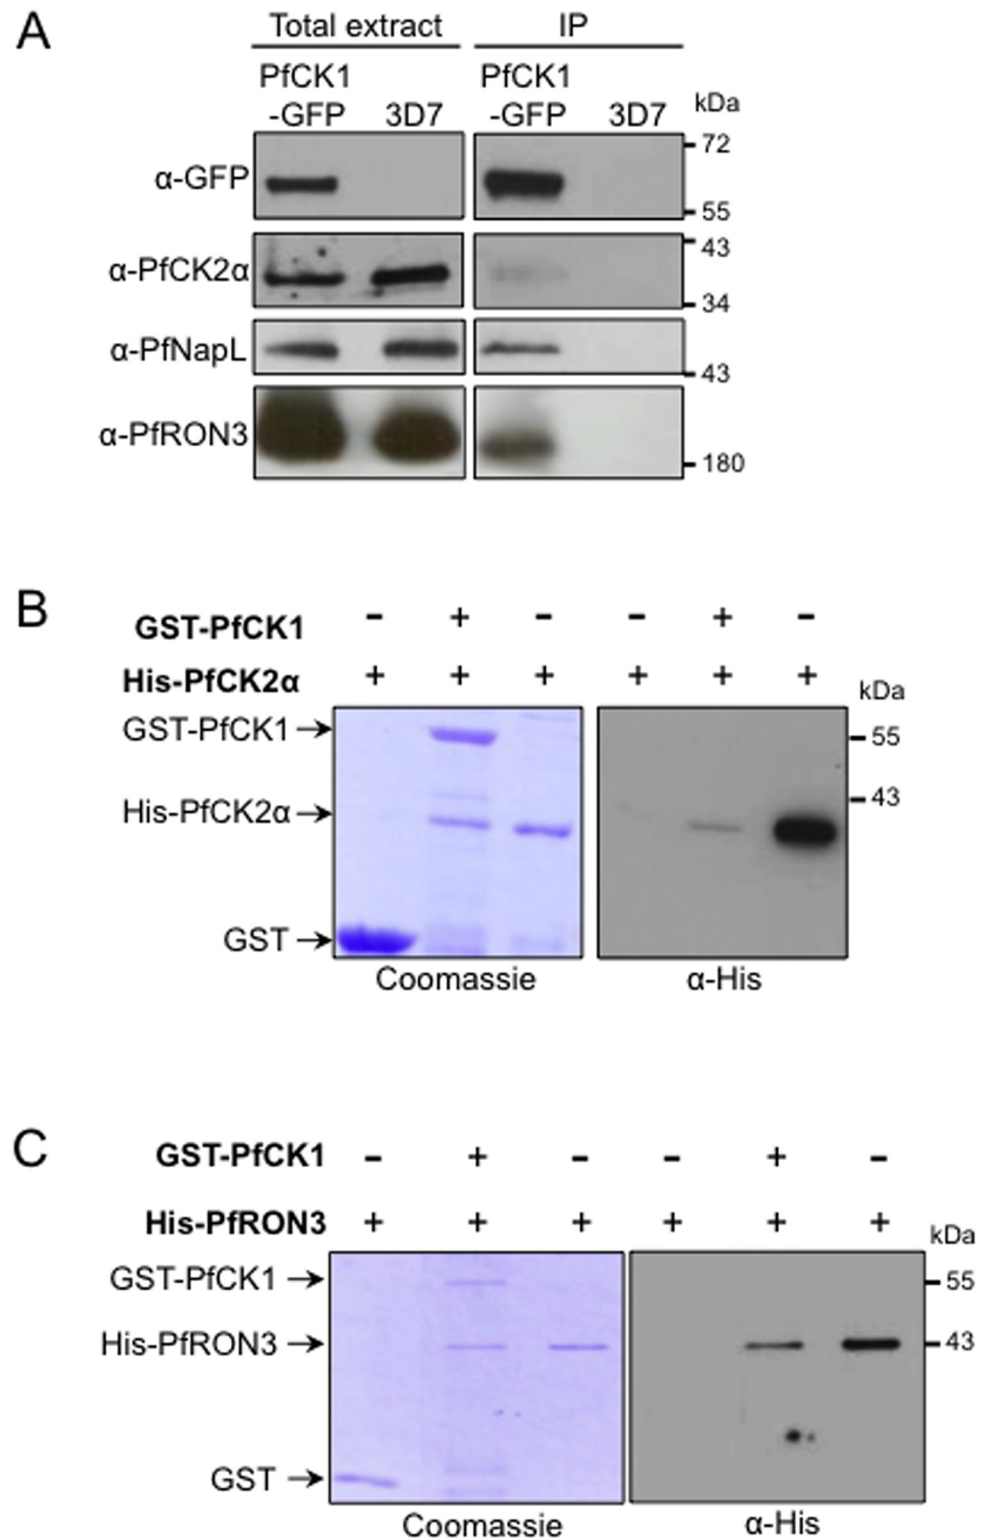 A
Total extract IP
PfCK1 PfCK1
-GFP 3D7 -GFP 3D7 kDa
72
α-GFP
55
43
α-PfCK2α
34
α-PfNapL
43
α-PfRON3
180
B
GST-PfCK1 - + - - + -
His-PfCK2α + + + + + +
kDa
GST-PfCK1
55
43
His-PfCK2α
GST
Coomassie α-His
C
GST-PfCK1 - + - - + -
His-PfRON3 + + + + + +
kDa
GST-PfCK1 55
His-PfRON3 43
GST
Coomassie α-His